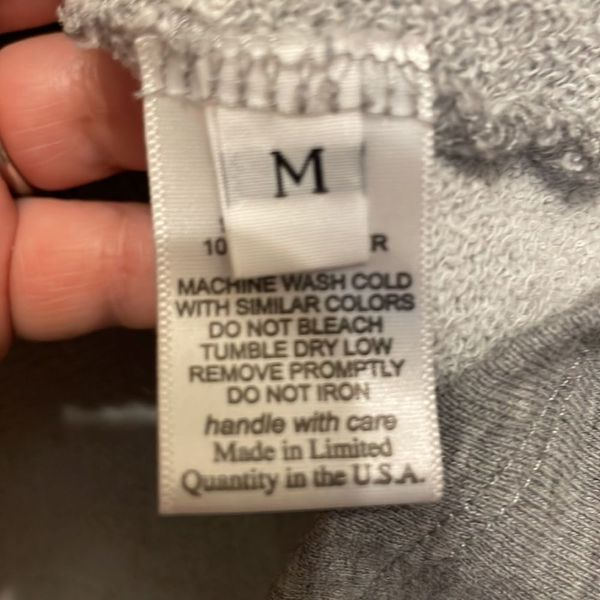 M
10
R
MACHINE WASH COLD
WITH SIMILAR COLORS
DO NOT BLEACH
TUMBLE DRY LOW
REMOVE PROMPTLY
DO NOT IRON
handle with care
Made in Limited
Quantity in the U.S.A.